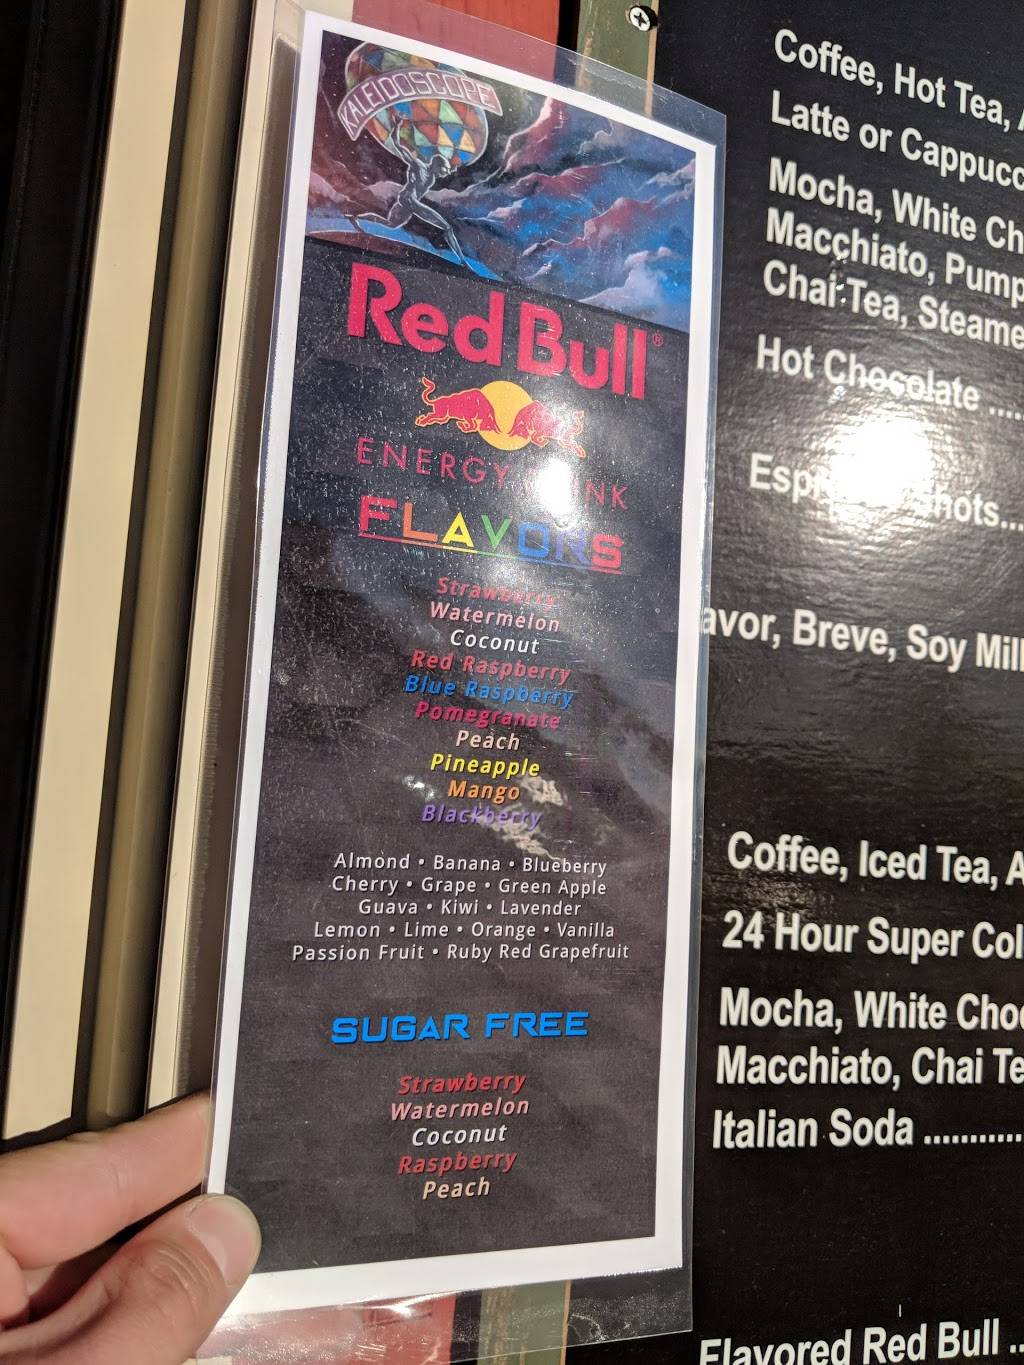 KALEIDOSCOPE
Red Bull®
ENERGY
FLAVORS
Strawberry
Watermelon
Coconut
Red Raspberry
Blue Raspberry
Pomegranate
Peach
Pineapple
Mango
Blackberry
Almond • Banana • Blueberry
Cherry • Grape • Green Apple
Guava • Kiwi • Lavender
Lemon • Lime • Orange • Vanilla
Passion Fruit • Ruby Red Grapefruit
SUGAR FREE
Strawberry
Watermelon
Coconut
Raspberry
Peach
Coffee, Hot Tea,
Latte or Cappucc
Mocha, White Ch
Macchiato, Pump
Chai Tea, Steame
Hot Chocolate ....
hots...
avor, Breve, Soy Mil
Coffee, Iced Tea, A
24 Hour Super Col
Mocha, White Choc
Macchiato, Chai Te
Italian Soda ............
Flavored Red Bull ..